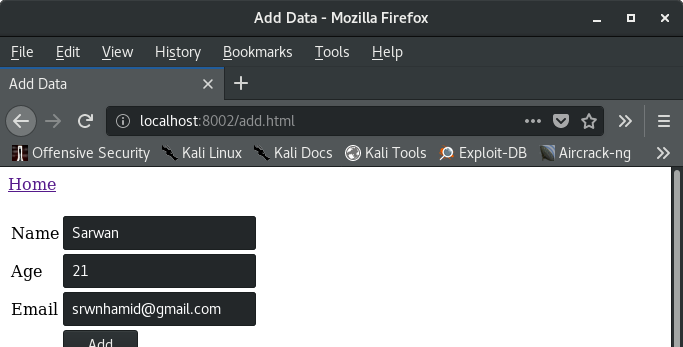 Add Data - Mozilla Firefox
File Edit View History Bookmarks Tools Help
Add Data
localhost:8002/add.html
Offensive Security Kali Linux Kali Docs Kali Tools Exploit-DB Aircrack-ng
Home
Name Sarwan
Age 21
Email srwnhamid@gmail.com
Add